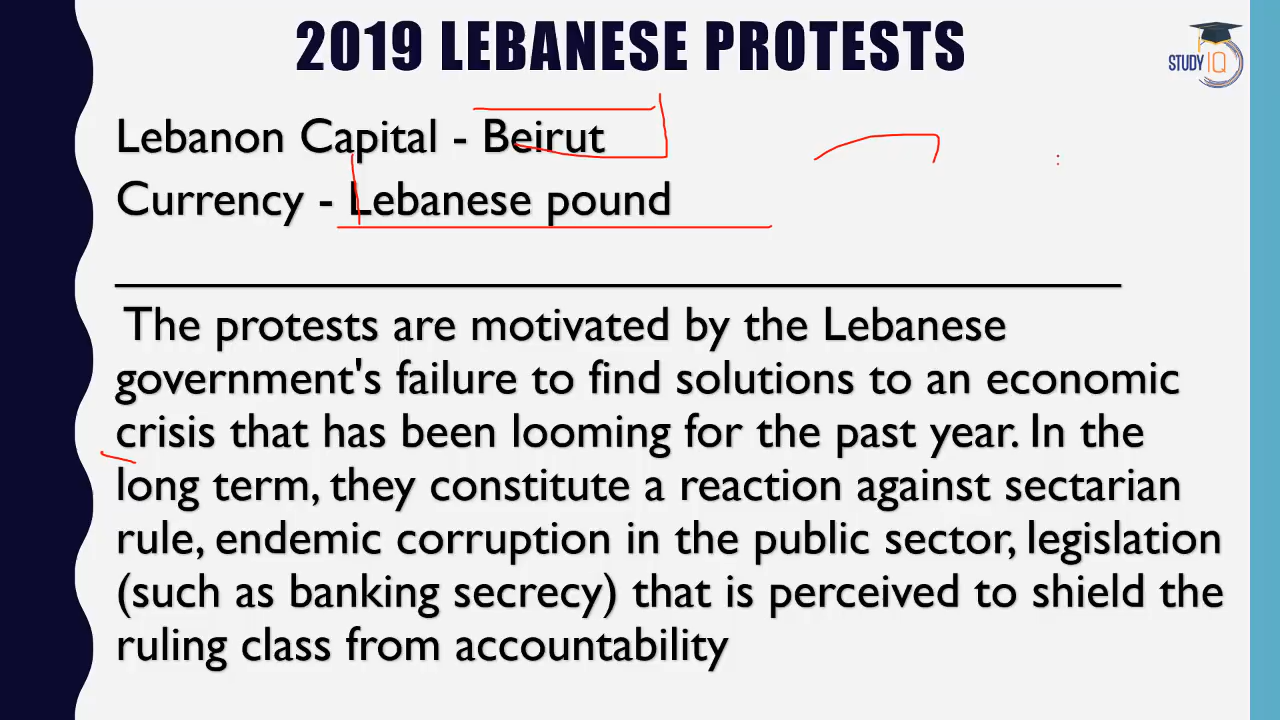 2019 LEBANESE PROTESTS
STUDY IQ
Lebanon Capital - Beirut
Currency - Lebanese pound
The protests are motivated by the Lebanese
government's failure to find solutions to an economic
crisis that has been looming for the past year. In the
long term, they constitute a reaction against sectarian
rule, endemic corruption in the public sector, legislation
(such as banking secrecy) that is perceived to shield the
ruling class from accountability